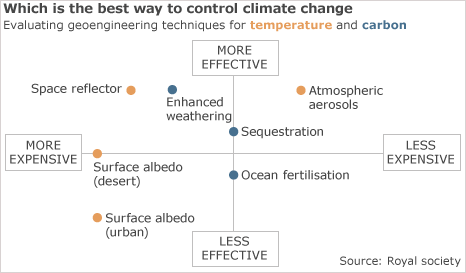 Which is the best way to control climate change
Evaluating geoengineering techniques for temperature and carbon
MORE
EFFECTIVE
Space reflector
Enhanced
weathering
Atmospheric
aerosols
Sequestration
MORE
EXPENSIVE
LESS
EXPENSIVE
Surface albedo
(desert)
Ocean fertilisation
Surface albedo
(urban)
LESS
EFFECTIVE
Source: Royal society